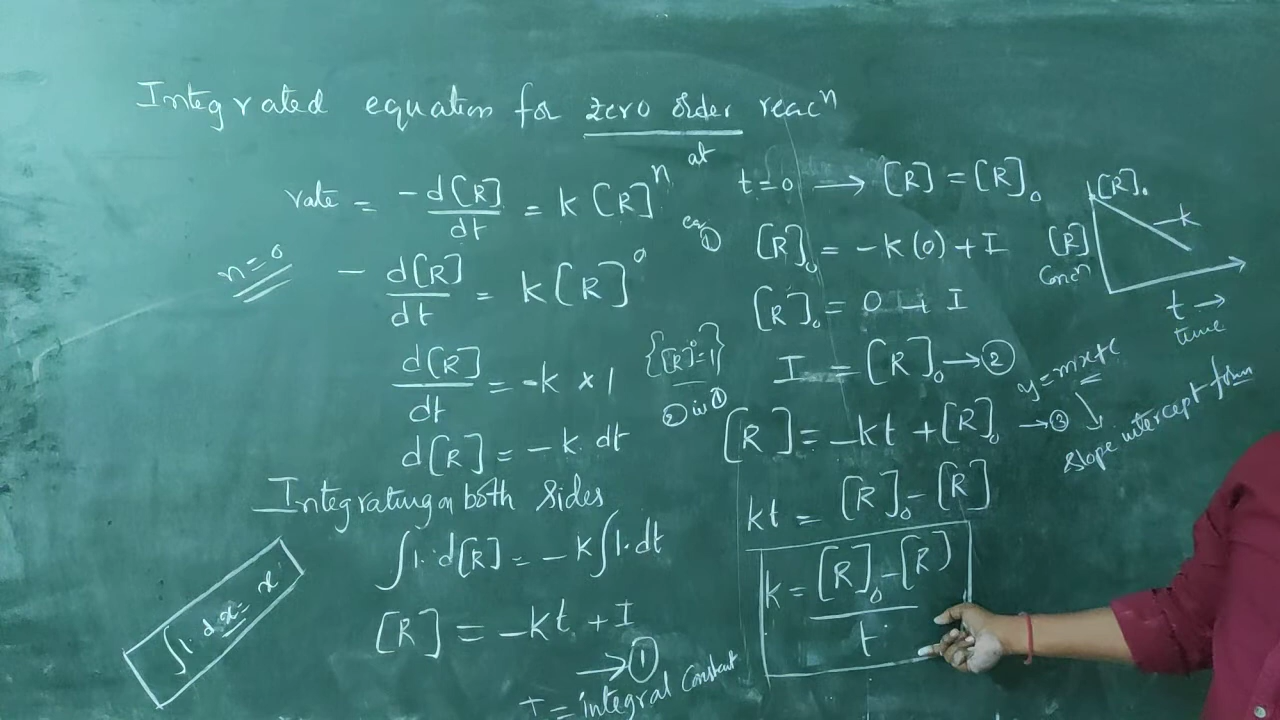 Integrated equation for zero order reacⁿ
rate = -d[R]/dt = k[R]ⁿ
n=0
- d[R]/dt = k[R]⁰
d[R]/dt = -k × 1
{[R]⁰=1}
d[R] = -k. dt
Integrating on both sides
∫1. d[R] = -k∫1. dt
∫1. dx = x
[R] = -kt + I
→ ①
I = integral constant
at t=0 → [R] = [R]₀
eq ①
[R]₀ = -k(0) + I
[R]₀ = 0 + I
I = [R]₀ → ②
② in ①
[R] = -kt + [R]₀ → ③
y=mx+c
slope intercept form
kt = [R]₀ - [R]
k = [R]₀ - [R] / t
[R]₀
-k
[R]
Concⁿ
t →
time